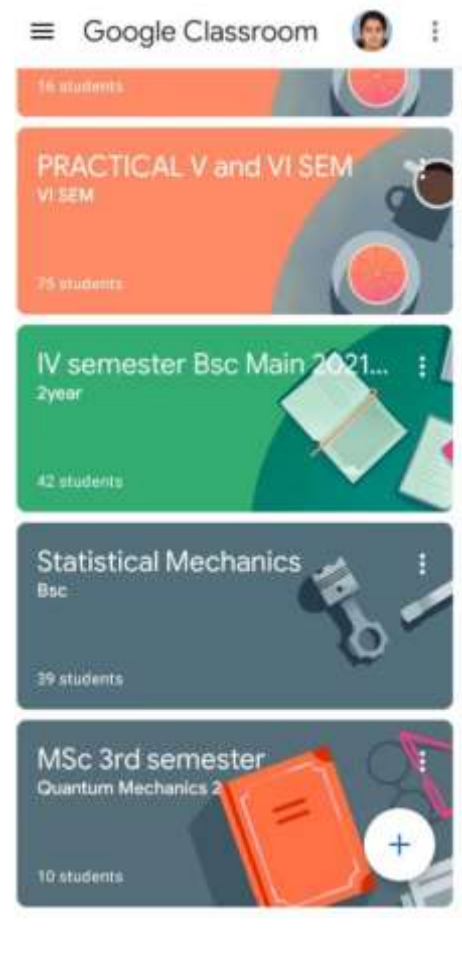 Google Classroom
16 students
PRACTICAL V and VI SEM
VI SEM
75 students
IV semester Bsc Main 2021...
2year
42 students
Statistical Mechanics
Bsc
39 students
MSc 3rd semester
Quantum Mechanics 2
10 students